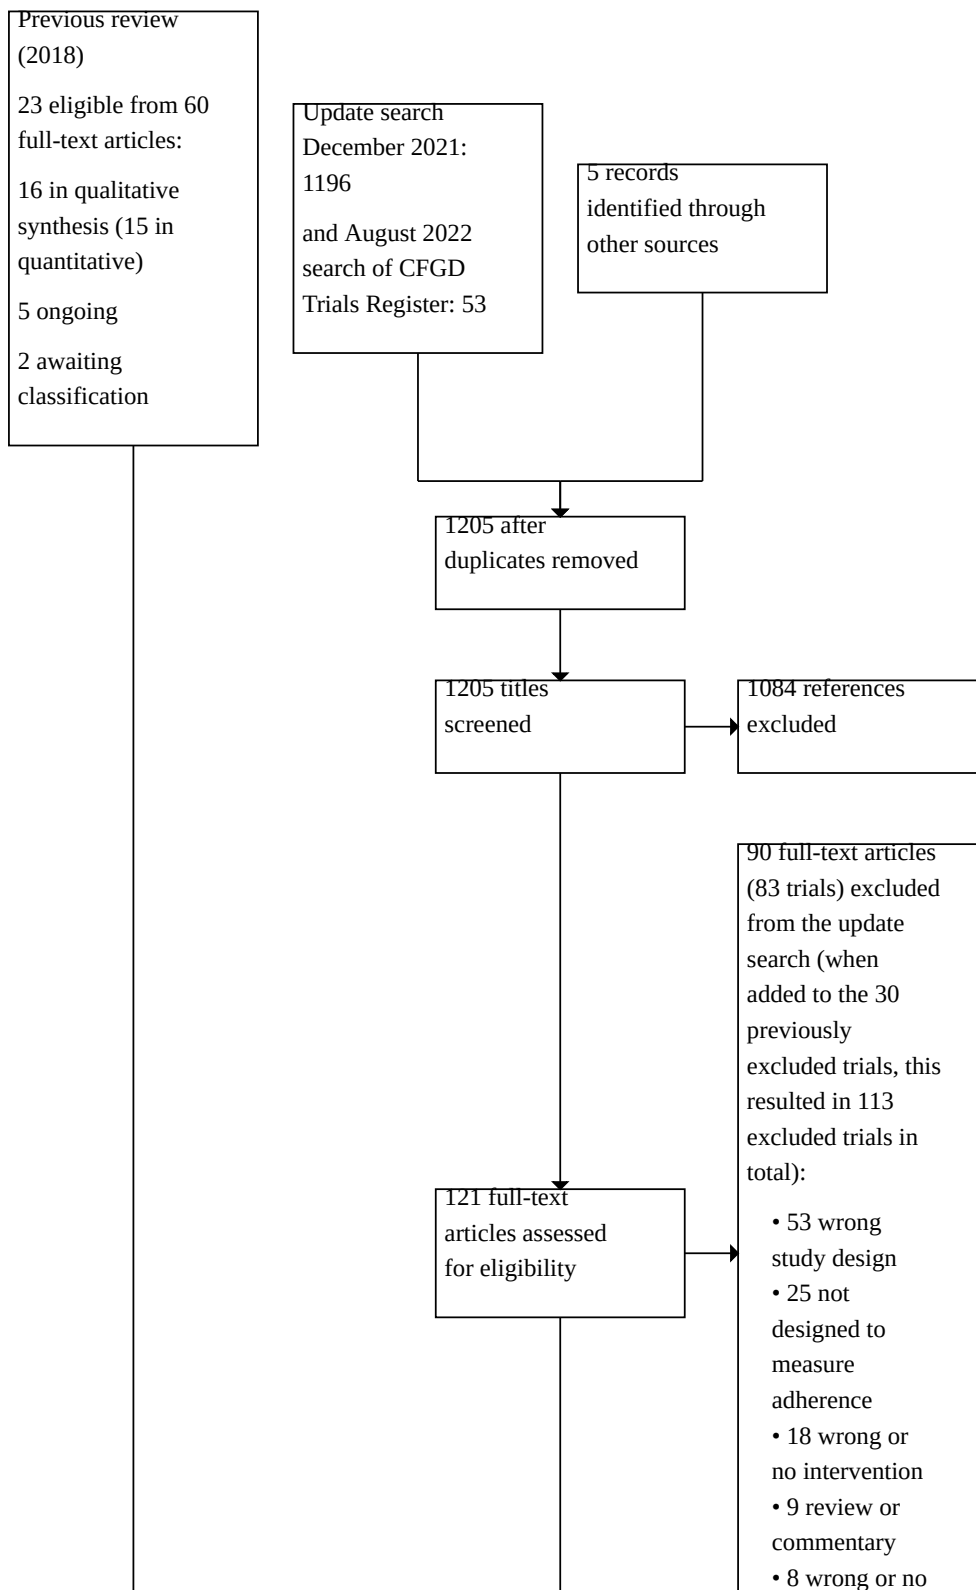 Previous review
(2018)
23 eligible from 60
full-text articles:
16 in qualitative
synthesis (15 in
quantitative)
5 ongoing
2 awaiting
classification
Update search
December 2021:
1196
and August 2022
search of CFGD
Trials Register: 53
5 records
identified through
other sources
1205 after
duplicates removed
1205 titles
screened
1084 references
excluded
121 full-text
articles assessed
for eligibility
90 full-text articles
(83 trials) excluded
from the update
search (when
added to the 30
previously
excluded trials, this
resulted in 113
excluded trials in
total):
• 53 wrong
study design
• 25 not
designed to
measure
adherence
• 18 wrong or
no intervention
• 9 review or
commentary
• 8 wrong or no